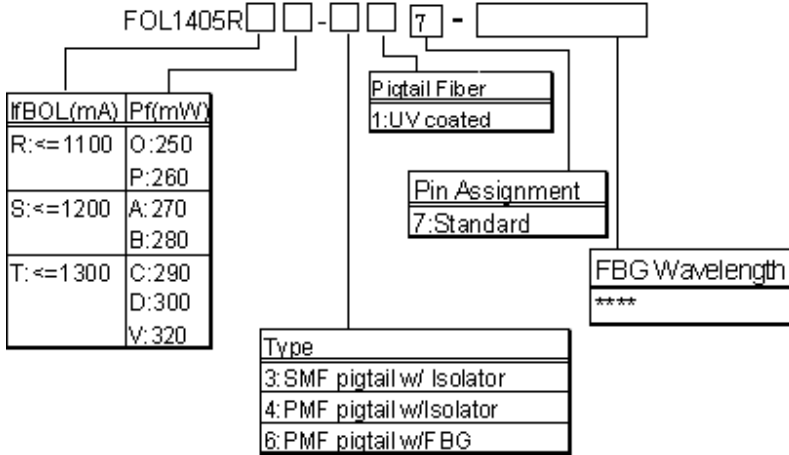 FOL1405R - 7 -
IfBOL(mA) Pf(mW)
R:<=1100 O:250
P:260
S:<=1200 A:270
B:280
T:<=1300 C:290
D:300
V:320
Pigtail Fiber
1:UV coated
Pin Assignment
7:Standard
FBG Wavelength
****
Type
3:SMF pigtail w/ Isolator
4:PMF pigtail w/Isolator
6:PMF pigtail w/FBG